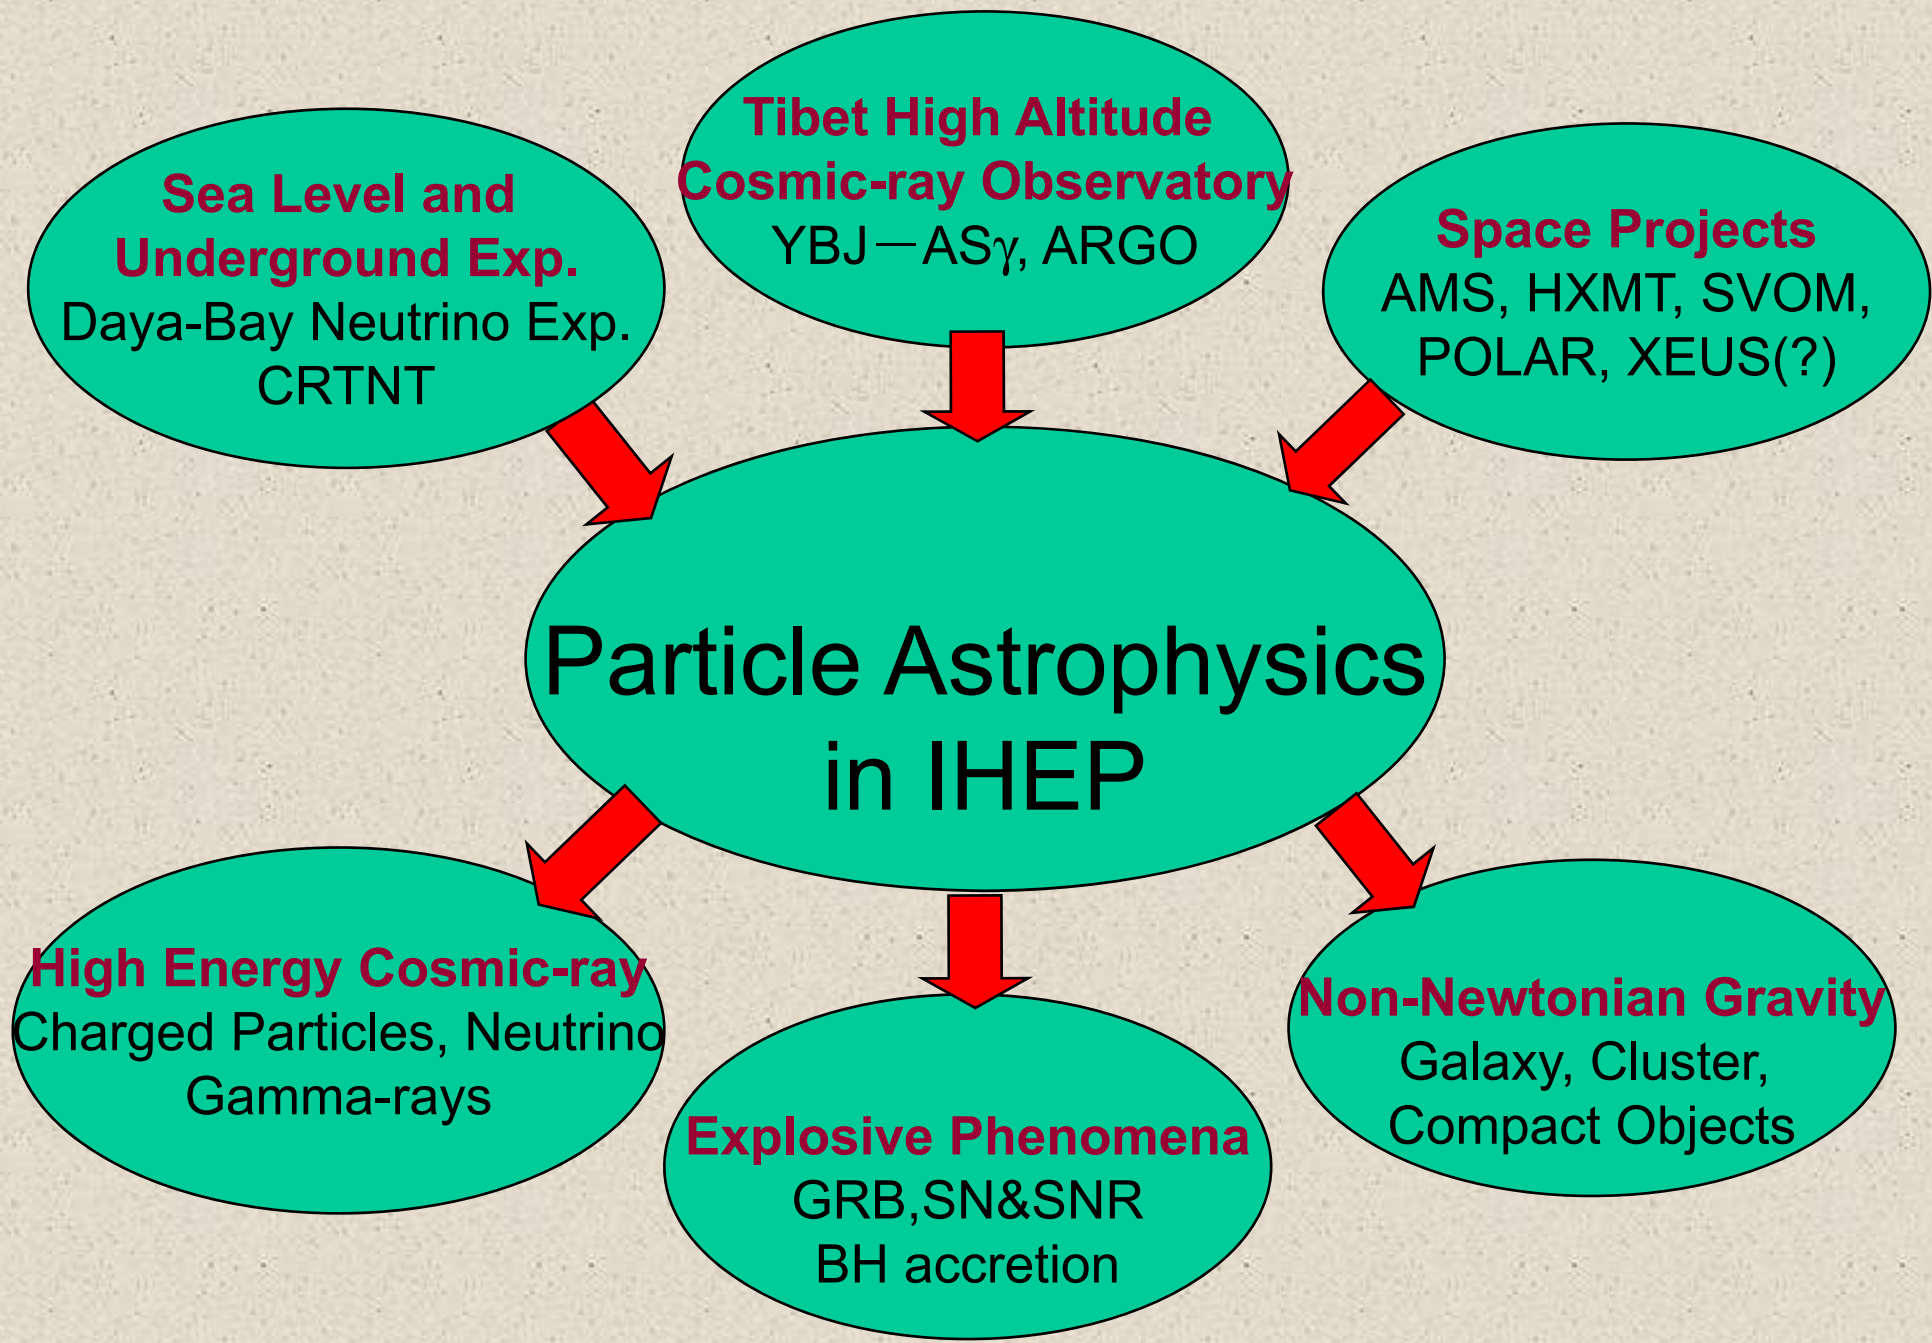 Sea Level and
Underground Exp.
Daya-Bay Neutrino Exp.
CRTNT
Tibet High Altitude
Cosmic-ray Observatory
YBJ—ASγ, ARGO
Space Projects
AMS, HXMT, SVOM,
POLAR, XEUS(?)
Particle Astrophysics
in IHEP
High Energy Cosmic-ray
Charged Particles, Neutrino
Gamma-rays
Explosive Phenomena
GRB,SN&SNR
BH accretion
Non-Newtonian Gravity
Galaxy, Cluster,
Compact Objects